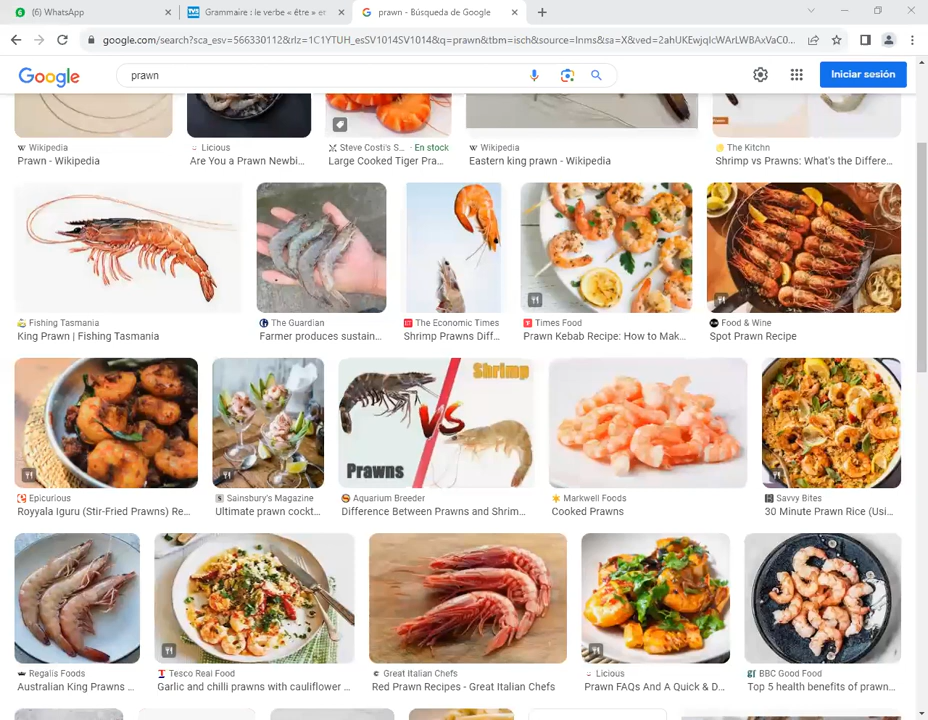 (6) WhatsApp
Grammaire : le verbe « être » et
prawn - Búsqueda de Google
google.com/search?sca_esv=566330112&rlz=1C1YTUH_esSV1014SV1014&q=prawn&tbm=isch&source=lnms&sa=X&ved=2ahUKEwjqlcWArLWBAxVaC0...
Google
prawn
Iniciar sesión
Wikipedia
Prawn - Wikipedia
Licious
Are You a Prawn Newbi...
Steve Costi's S... · En stock
Large Cooked Tiger Pra...
Wikipedia
Eastern king prawn - Wikipedia
The Kitchn
Shrimp vs Prawns: What's the Differe...
Fishing Tasmania
King Prawn | Fishing Tasmania
The Guardian
Farmer produces sustain...
The Economic Times
Shrimp Prawns Diff...
Times Food
Prawn Kebab Recipe: How to Mak...
Food & Wine
Spot Prawn Recipe
Shrimp
VS
Prawns
Epicurious
Royyala Iguru (Stir-Fried Prawns) Re...
Sainsbury's Magazine
Ultimate prawn cockt...
Aquarium Breeder
Difference Between Prawns and Shrim...
Markwell Foods
Cooked Prawns
Savvy Bites
30 Minute Prawn Rice (Usi...
Regalis Foods
Australian King Prawns ...
Tesco Real Food
Garlic and chilli prawns with cauliflower ...
Great Italian Chefs
Red Prawn Recipes - Great Italian Chefs
Licious
Prawn FAQs And A Quick & D...
BBC Good Food
Top 5 health benefits of prawn...